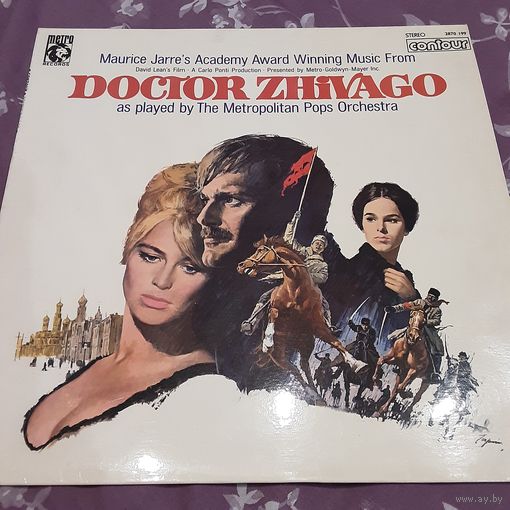 metro
RECORDS
STEREO
2870 199
contour
Maurice Jarre's Academy Award Winning Music From
David Lean's Film · A Carlo Ponti Production · Presented by Metro-Goldwyn-Mayer Inc
DOCTOR ZHiVAGO
as played by The Metropolitan Pops Orchestra
www.ay.by